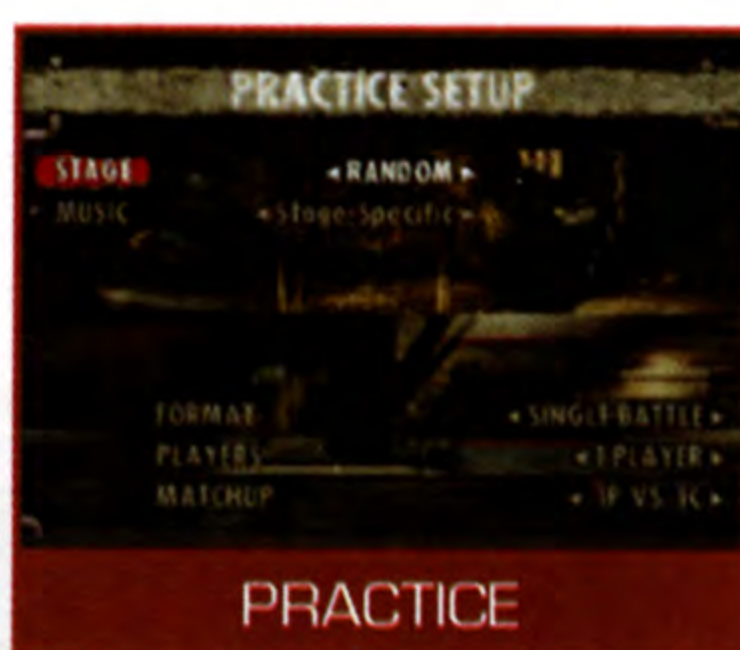 PRACTICE SETUP
STAGE ◂ RANDOM ▸
MUSIC ◂ Stage-Specific ▸
FORMAT ◂ SINGLE BATTLE ▸
PLAYERS ◂ 1 PLAYER ▸
MATCHUP ◂ 1P VS 1C ▸
PRACTICE